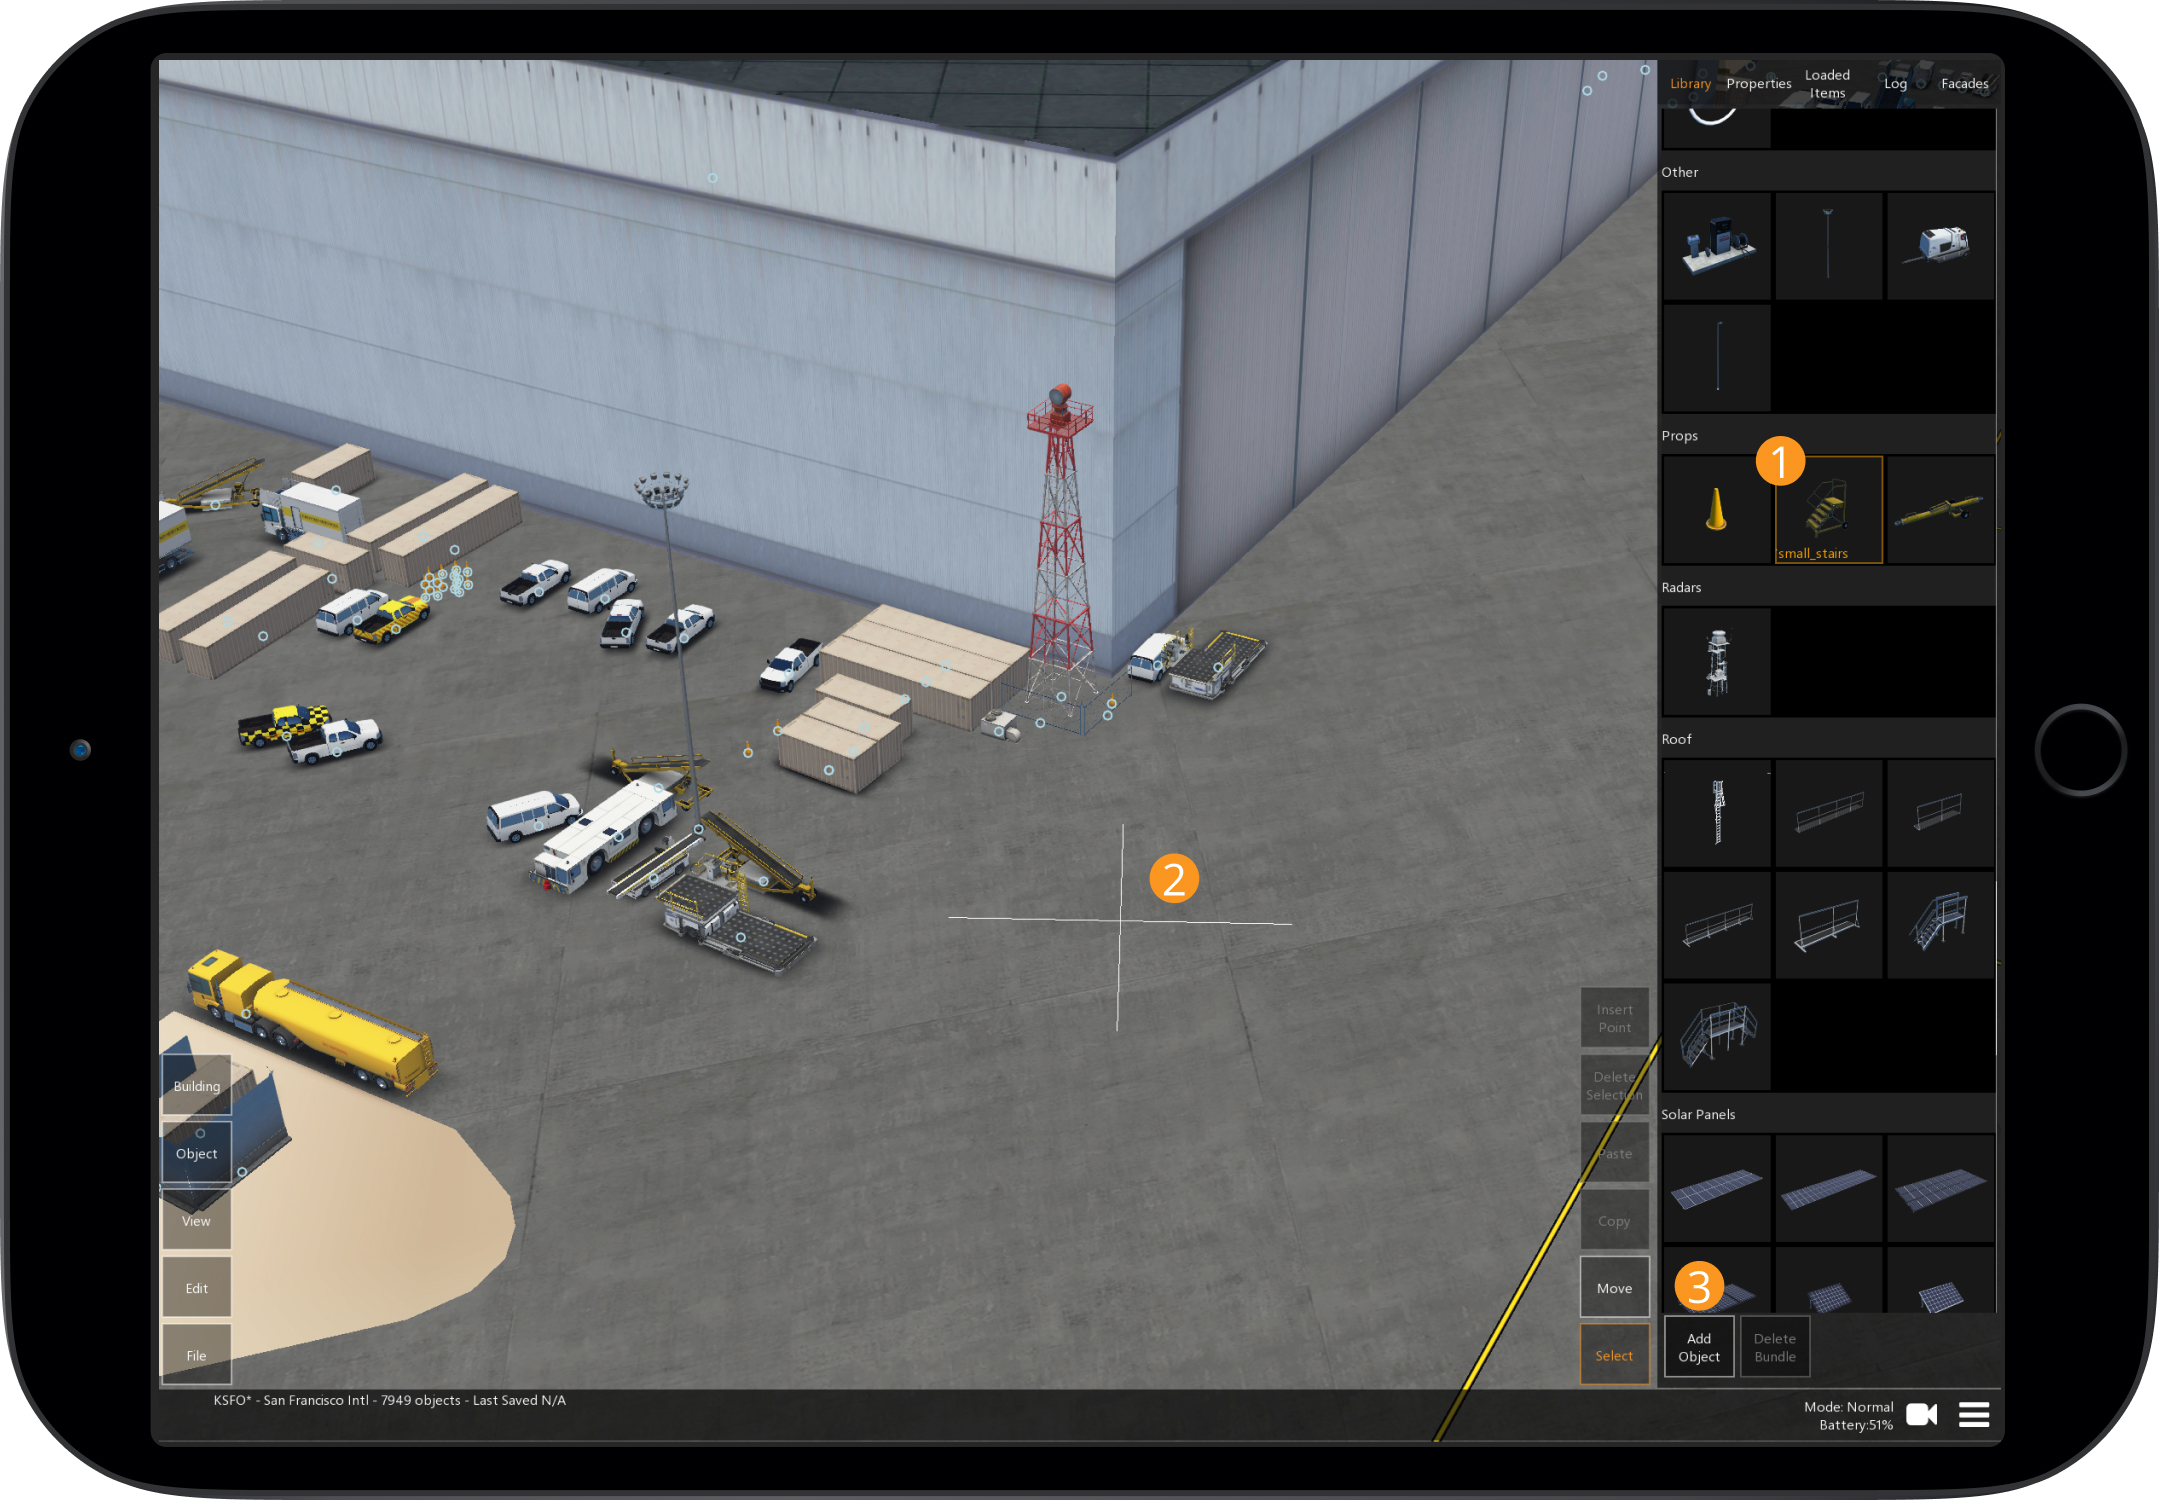 Library
Properties
Loaded
Items
Log
Facades
Other
Props
1
small_stairs
Radars
Roof
2
Solar Panels
3
Insert
Point
Delete
Selection
Paste
Copy
Move
Select
Building
Object
View
Edit
File
Add
Object
Delete
Bundle
KSFO* - San Francisco Intl - 7949 objects - Last Saved N/A
Mode: Normal
Battery:51%